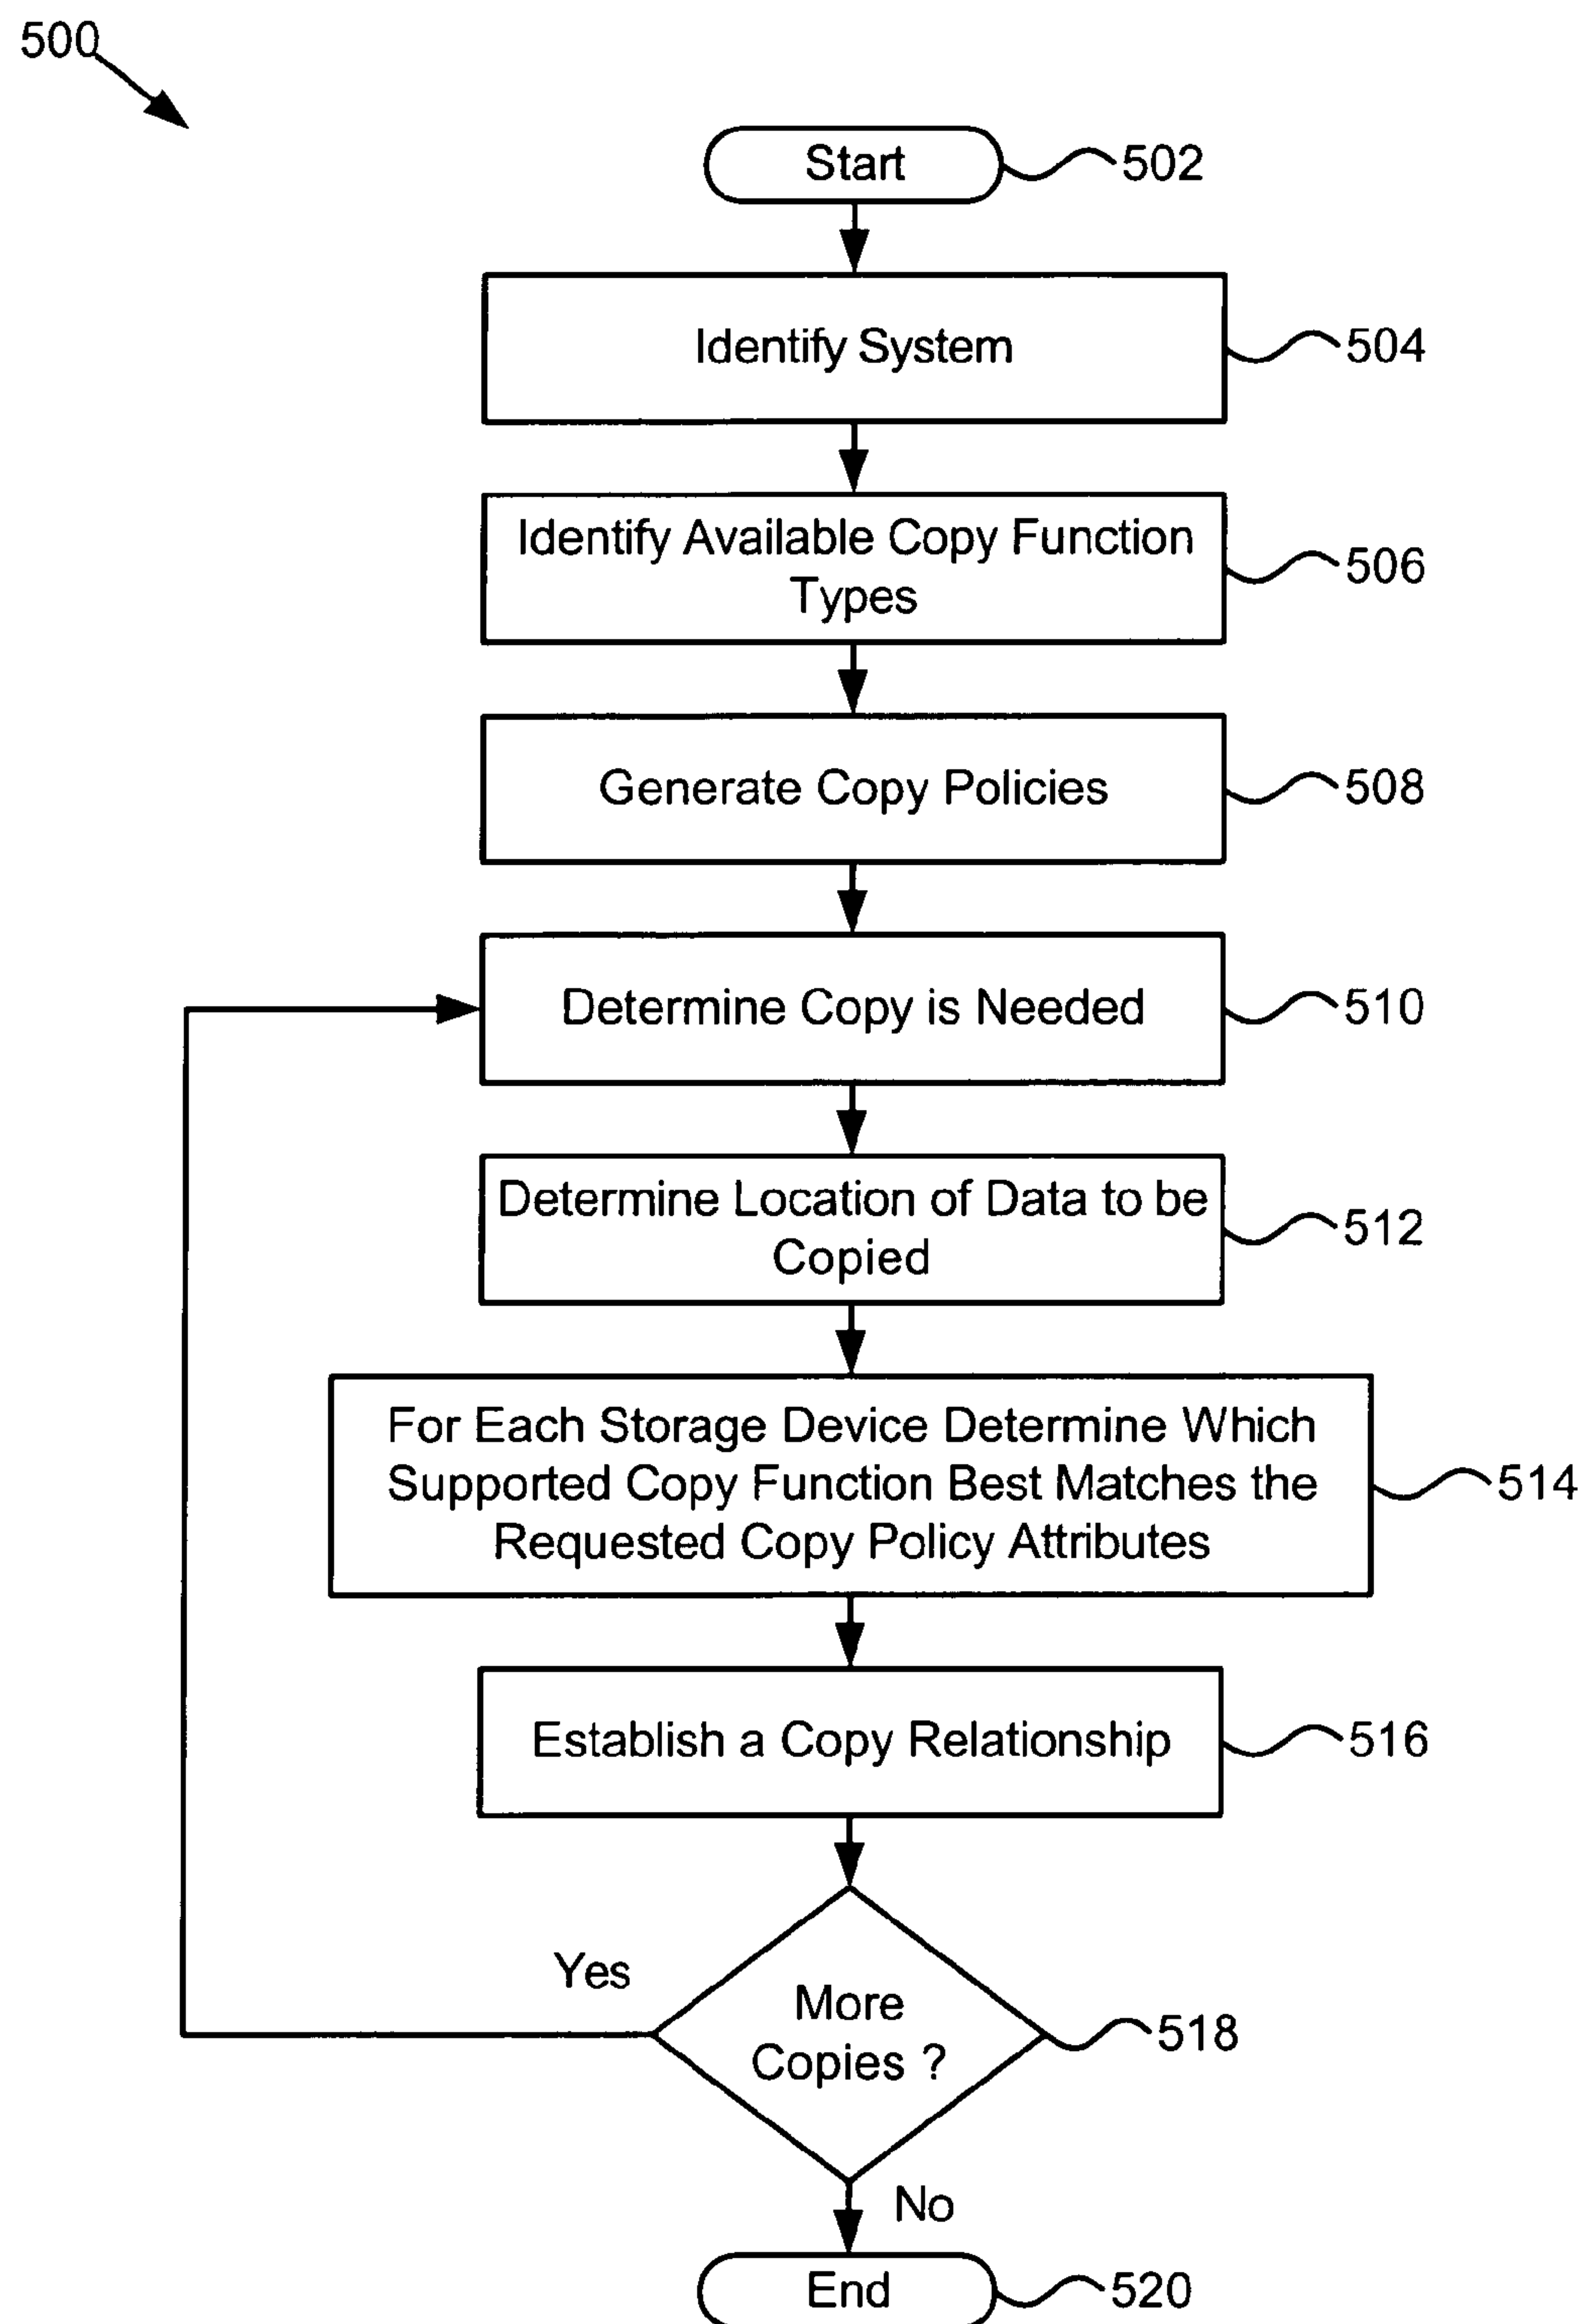 500
Start
502
Identify System
504
Identify Available Copy Function
Types
506
Generate Copy Policies
508
Determine Copy is Needed
510
Determine Location of Data to be
Copied
512
For Each Storage Device Determine Which
Supported Copy Function Best Matches the
Requested Copy Policy Attributes
514
Establish a Copy Relationship
516
Yes
More
Copies ?
518
No
End
520